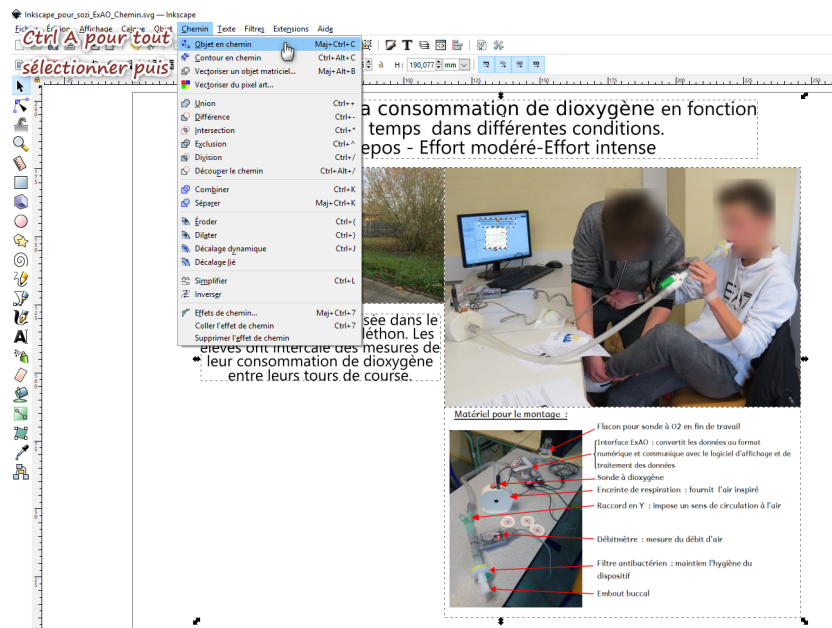 Inkscape_pour_sozi_ExAO_Chemin.svg — Inkscape
Fichier Édition Affichage Calque Objet Chemin Texte Filtres Extensions Aide
Ctrl A pour tout
sélectionner puis
H: 190,077 mm
Objet en chemin Maj+Ctrl+C
Contour en chemin Ctrl+Alt+C
Vectoriser un objet matriciel... Maj+Alt+B
Vectoriser du pixel art...
Union Ctrl++
Différence Ctrl+-
Intersection Ctrl+*
Exclusion Ctrl+^
Division Ctrl+/
Découper le chemin Ctrl+Alt+/
Combiner Ctrl+K
Séparer Maj+Ctrl+K
Éroder Ctrl+(
Dilater Ctrl+)
Décalage dynamique Ctrl+J
Décalage lié
Simplifier Ctrl+L
Inverser
Effets de chemin... Maj+Ctrl+7
Coller l'effet de chemin Ctrl+7
Supprimer l'effet de chemin
a consommation de dioxygène en fonction
temps dans différentes conditions.
epos - Effort modéré-Effort intense
sée dans le
léthon. Les
élèves ont intercalé des mesures de
leur consommation de dioxygène
entre leurs tours de course.
Matériel pour le montage :
Flacon pour sonde à O2 en fin de travail
Interface ExAO : convertit les données au format
numérique et communique avec le logiciel d'affichage et de
traitement des données
Sonde à dioxygène
Enceinte de respiration : fournit l'air inspiré
Raccord en Y : impose un sens de circulation à l'air
Débitmètre : mesure du débit d'air
Filtre antibactérien : maintien l'hygiène du
dispositif
Embout buccal